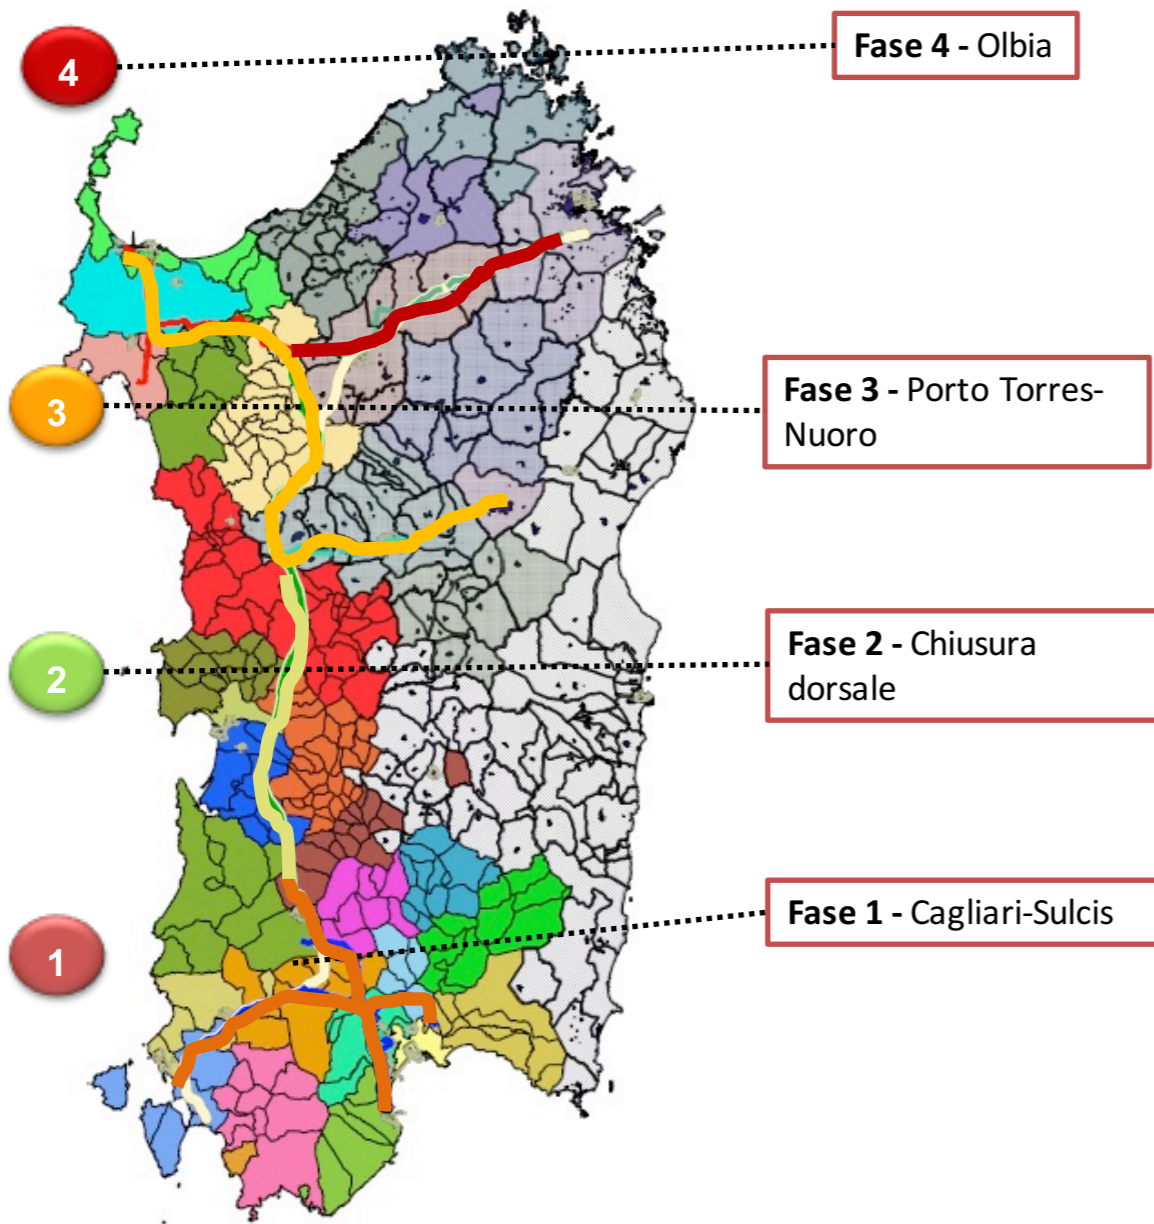 4
Fase 4 - Olbia
3
Fase 3 - Porto Torres-
Nuoro
2
Fase 2 - Chiusura
dorsale
1
Fase 1 - Cagliari-Sulcis